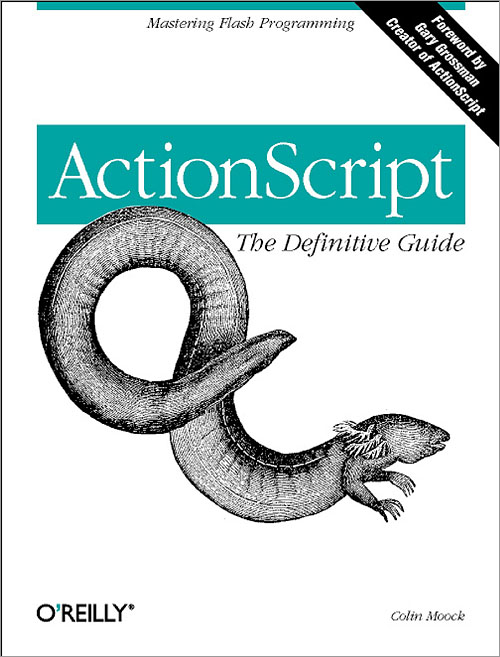 Mastering Flash Programming
Foreword by
Gary Grossman
Creator of ActionScript
ActionScript
The Definitive Guide
O'REILLY®
Colin Moock